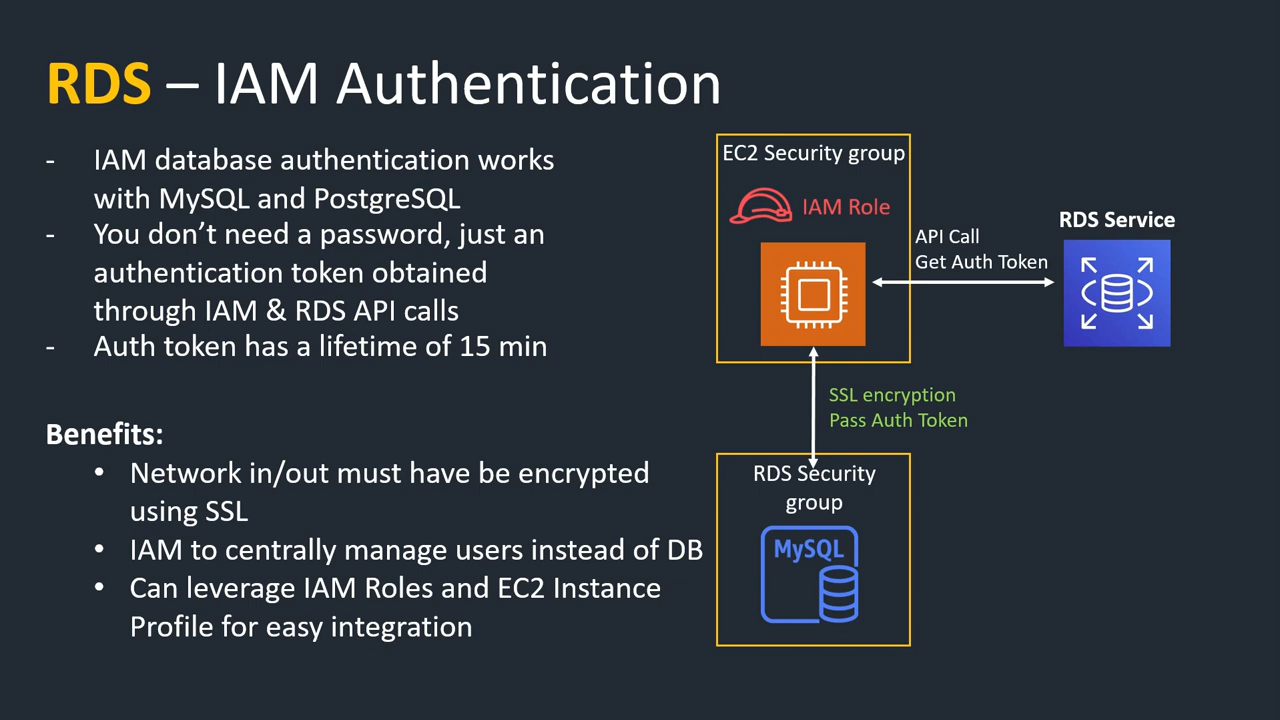 RDS – IAM Authentication
- IAM database authentication works
with MySQL and PostgreSQL
- You don’t need a password, just an
authentication token obtained
through IAM & RDS API calls
- Auth token has a lifetime of 15 min
Benefits:
• Network in/out must have be encrypted
using SSL
• IAM to centrally manage users instead of DB
• Can leverage IAM Roles and EC2 Instance
Profile for easy integration
EC2 Security group
IAM Role
API Call
Get Auth Token
RDS Service
SSL encryption
Pass Auth Token
RDS Security
group
MySQL